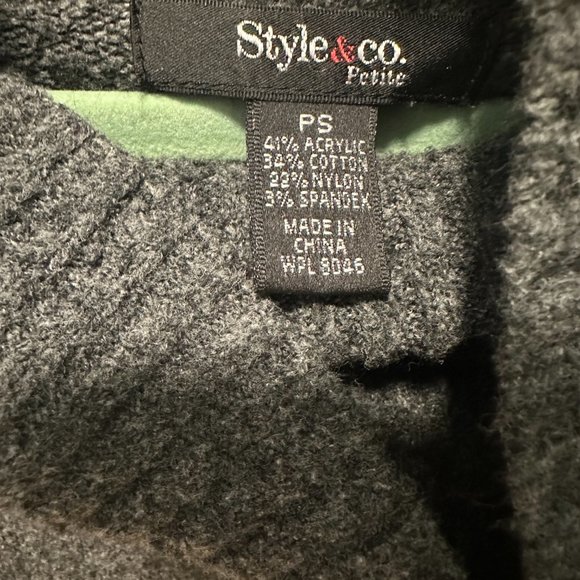 Style&co.
Petite
PS
41% ACRYLIC
34% COTTON
22% NYLON
3% SPANDEX
MADE IN
CHINA
WPL 8046